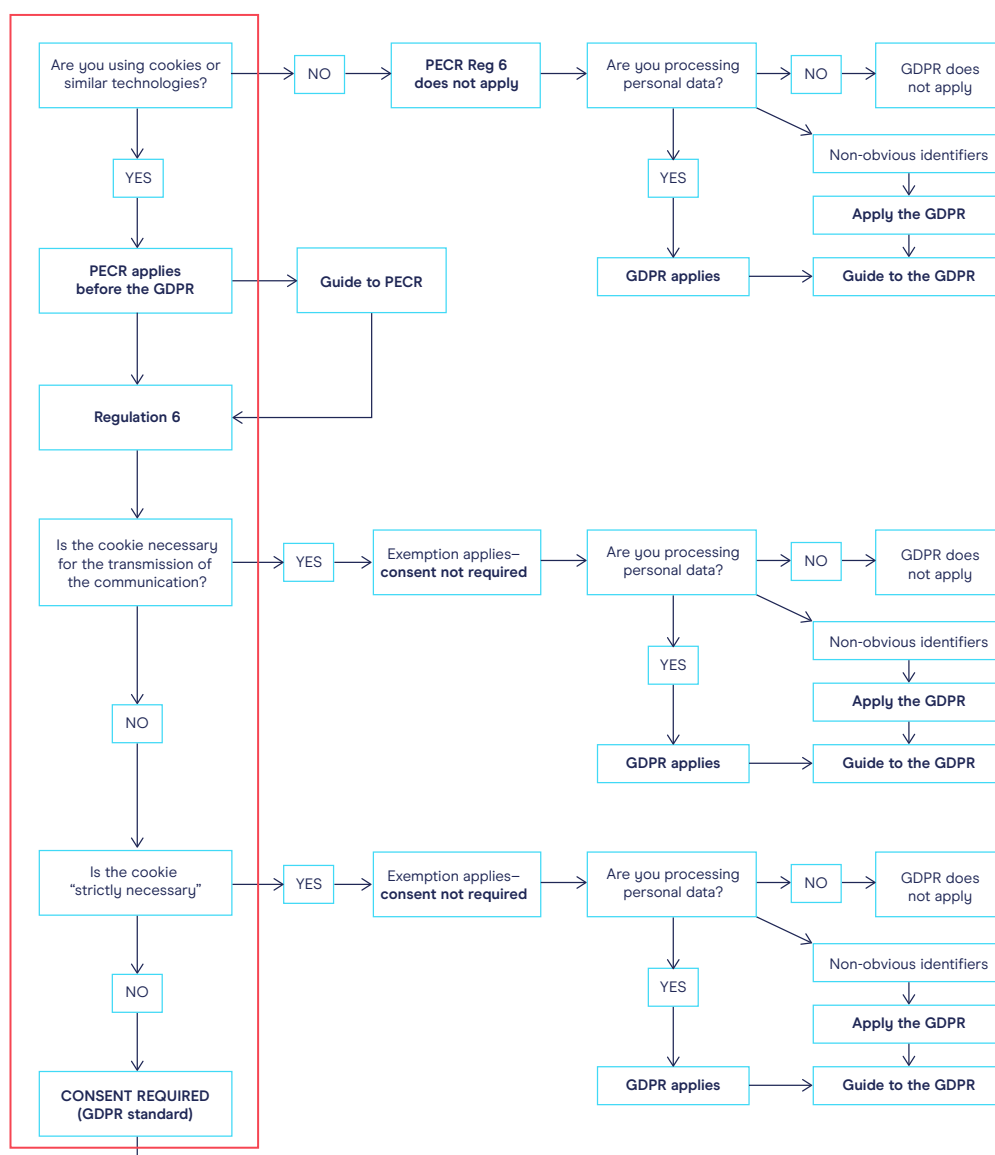 Are you using cookies or
similar technologies?
NO
PECR Reg 6
does not apply
Are you processing
personal data?
NO
GDPR does
not apply
Non-obvious identifiers
YES
YES
Apply the GDPR
PECR applies
before the GDPR
Guide to PECR
GDPR applies
Guide to the GDPR
Regulation 6
Is the cookie necessary
for the transmission of
the communication?
YES
Exemption applies–
consent not required
Are you processing
personal data?
NO
GDPR does
not apply
Non-obvious identifiers
YES
Apply the GDPR
NO
GDPR applies
Guide to the GDPR
Is the cookie
“strictly necessary”
YES
Exemption applies–
consent not required
Are you processing
personal data?
NO
GDPR does
not apply
Non-obvious identifiers
NO
YES
Apply the GDPR
CONSENT REQUIRED
(GDPR standard)
GDPR applies
Guide to the GDPR